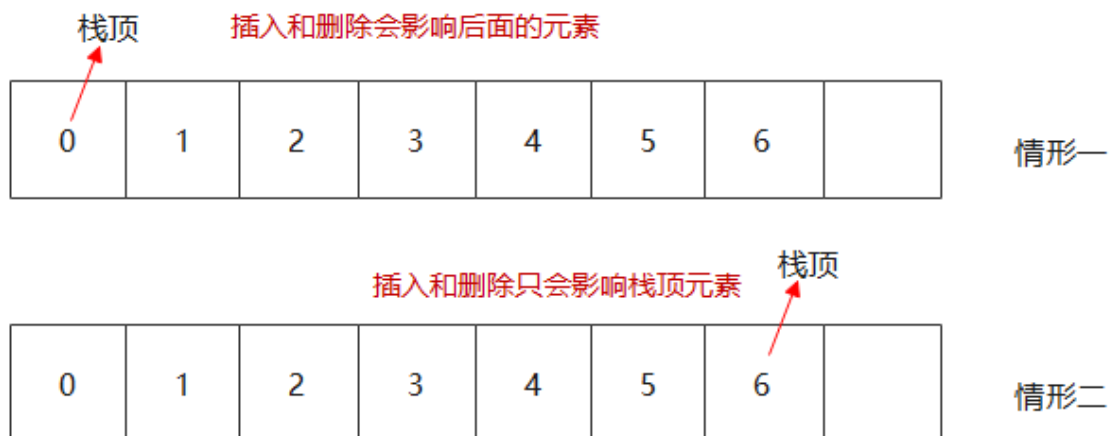 栈顶 插入和删除会影响后面的元素
0 1 2 3 4 5 6 情形一
栈顶
插入和删除只会影响栈顶元素
0 1 2 3 4 5 6 情形二